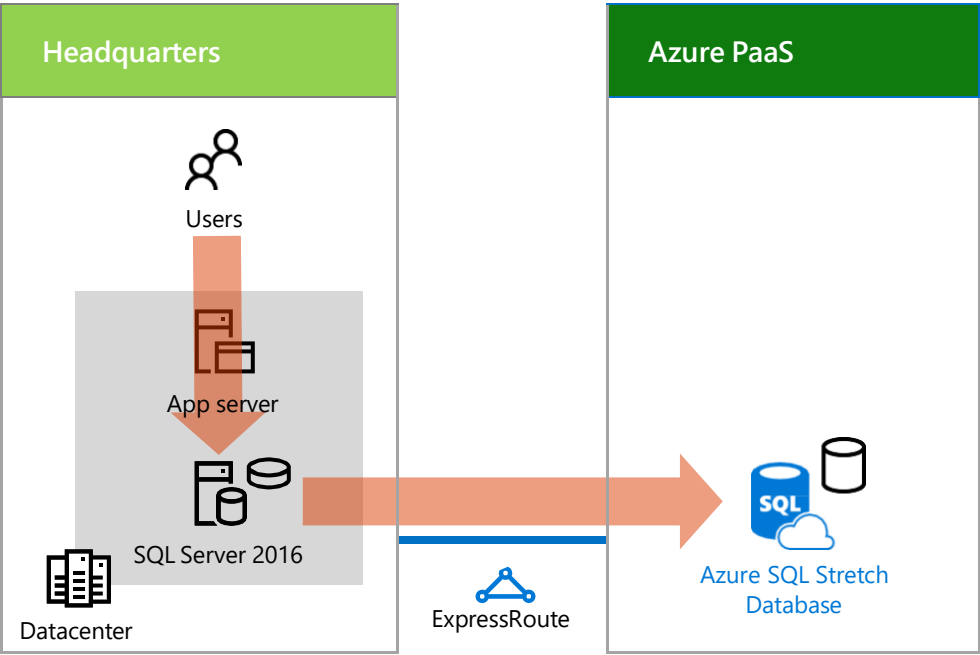 Headquarters
Azure PaaS
Users
App server
SQL Server 2016
Datacenter
ExpressRoute
SQL
Azure SQL Stretch
Database